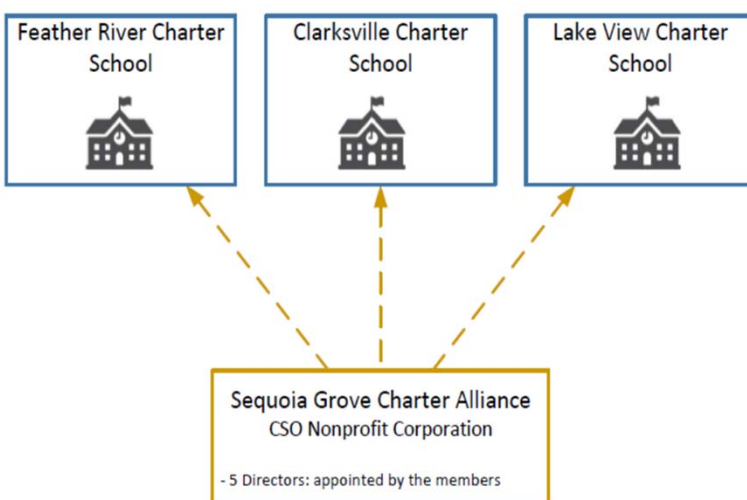 Feather River Charter
School
Clarksville Charter
School
Lake View Charter
School
Sequoia Grove Charter Alliance
CSO Nonprofit Corporation
- 5 Directors: appointed by the members